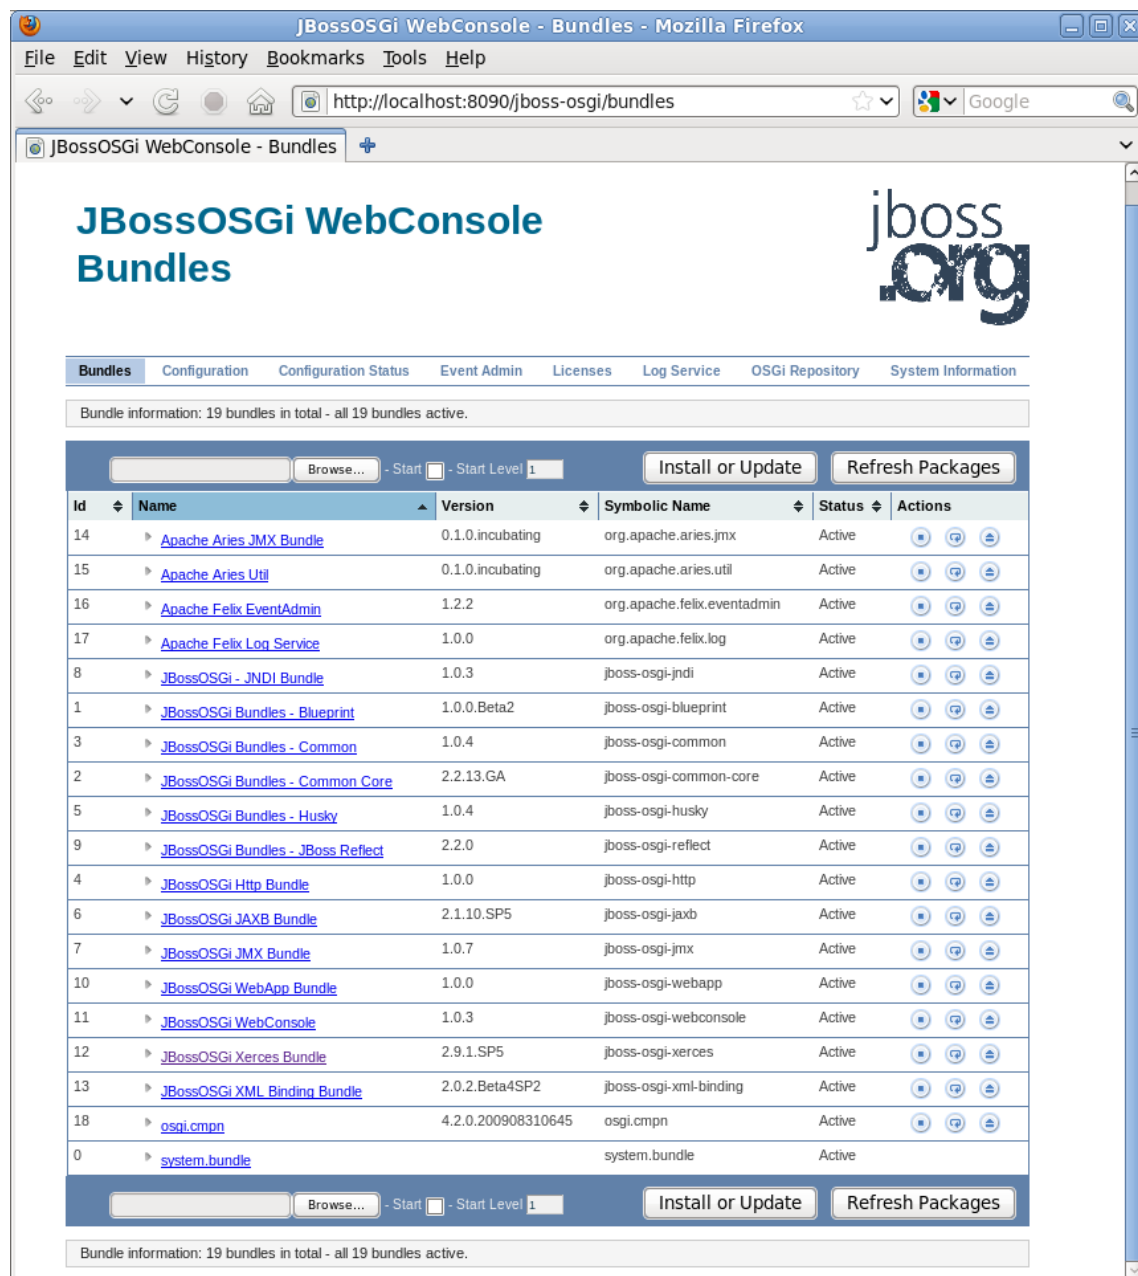 JBossOSGi WebConsole - Bundles - Mozilla Firefox
File Edit View History Bookmarks Tools Help
http://localhost:8090/jboss-osgi/bundles Google
JBossOSGi WebConsole - Bundles
JBossOSGi WebConsole
Bundles
jboss
.org
Bundles Configuration Configuration Status Event Admin Licenses Log Service OSGi Repository System Information
Bundle information: 19 bundles in total - all 19 bundles active.
Browse... - Start - Start Level 1 Install or Update Refresh Packages
Id Name Version Symbolic Name Status Actions
14 Apache Aries JMX Bundle 0.1.0.incubating org.apache.aries.jmx Active
15 Apache Aries Util 0.1.0.incubating org.apache.aries.util Active
16 Apache Felix EventAdmin 1.2.2 org.apache.felix.eventadmin Active
17 Apache Felix Log Service 1.0.0 org.apache.felix.log Active
8 JBossOSGi - JNDI Bundle 1.0.3 jboss-osgi-jndi Active
1 JBossOSGi Bundles - Blueprint 1.0.0.Beta2 jboss-osgi-blueprint Active
3 JBossOSGi Bundles - Common 1.0.4 jboss-osgi-common Active
2 JBossOSGi Bundles - Common Core 2.2.13.GA jboss-osgi-common-core Active
5 JBossOSGi Bundles - Husky 1.0.4 jboss-osgi-husky Active
9 JBossOSGi Bundles - JBoss Reflect 2.2.0 jboss-osgi-reflect Active
4 JBossOSGi Http Bundle 1.0.0 jboss-osgi-http Active
6 JBossOSGi JAXB Bundle 2.1.10.SP5 jboss-osgi-jaxb Active
7 JBossOSGi JMX Bundle 1.0.7 jboss-osgi-jmx Active
10 JBossOSGi WebApp Bundle 1.0.0 jboss-osgi-webapp Active
11 JBossOSGi WebConsole 1.0.3 jboss-osgi-webconsole Active
12 JBossOSGi Xerces Bundle 2.9.1.SP5 jboss-osgi-xerces Active
13 JBossOSGi XML Binding Bundle 2.0.2.Beta4SP2 jboss-osgi-xml-binding Active
18 osgi.cmpn 4.2.0.200908310645 osgi.cmpn Active
0 system.bundle system.bundle Active
Browse... - Start - Start Level 1 Install or Update Refresh Packages
Bundle information: 19 bundles in total - all 19 bundles active.